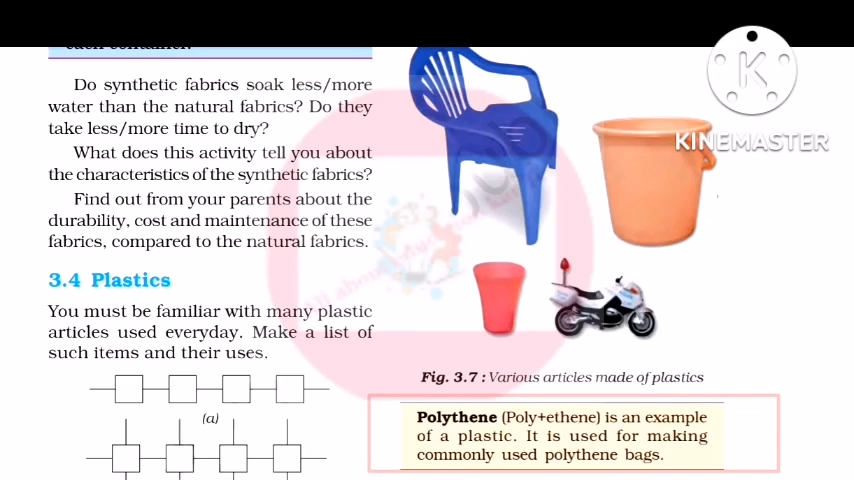 each container.
Do synthetic fabrics soak less/more
water than the natural fabrics? Do they
take less/more time to dry?
What does this activity tell you about
the characteristics of the synthetic fabrics?
Find out from your parents about the
durability, cost and maintenance of these
fabrics, compared to the natural fabrics.
3.4 Plastics
You must be familiar with many plastic
articles used everyday. Make a list of
such items and their uses.
(a)
K
KINEMASTER
Fig. 3.7 : Various articles made of plastics
Polythene (Poly+ethene) is an example
of a plastic. It is used for making
commonly used polythene bags.